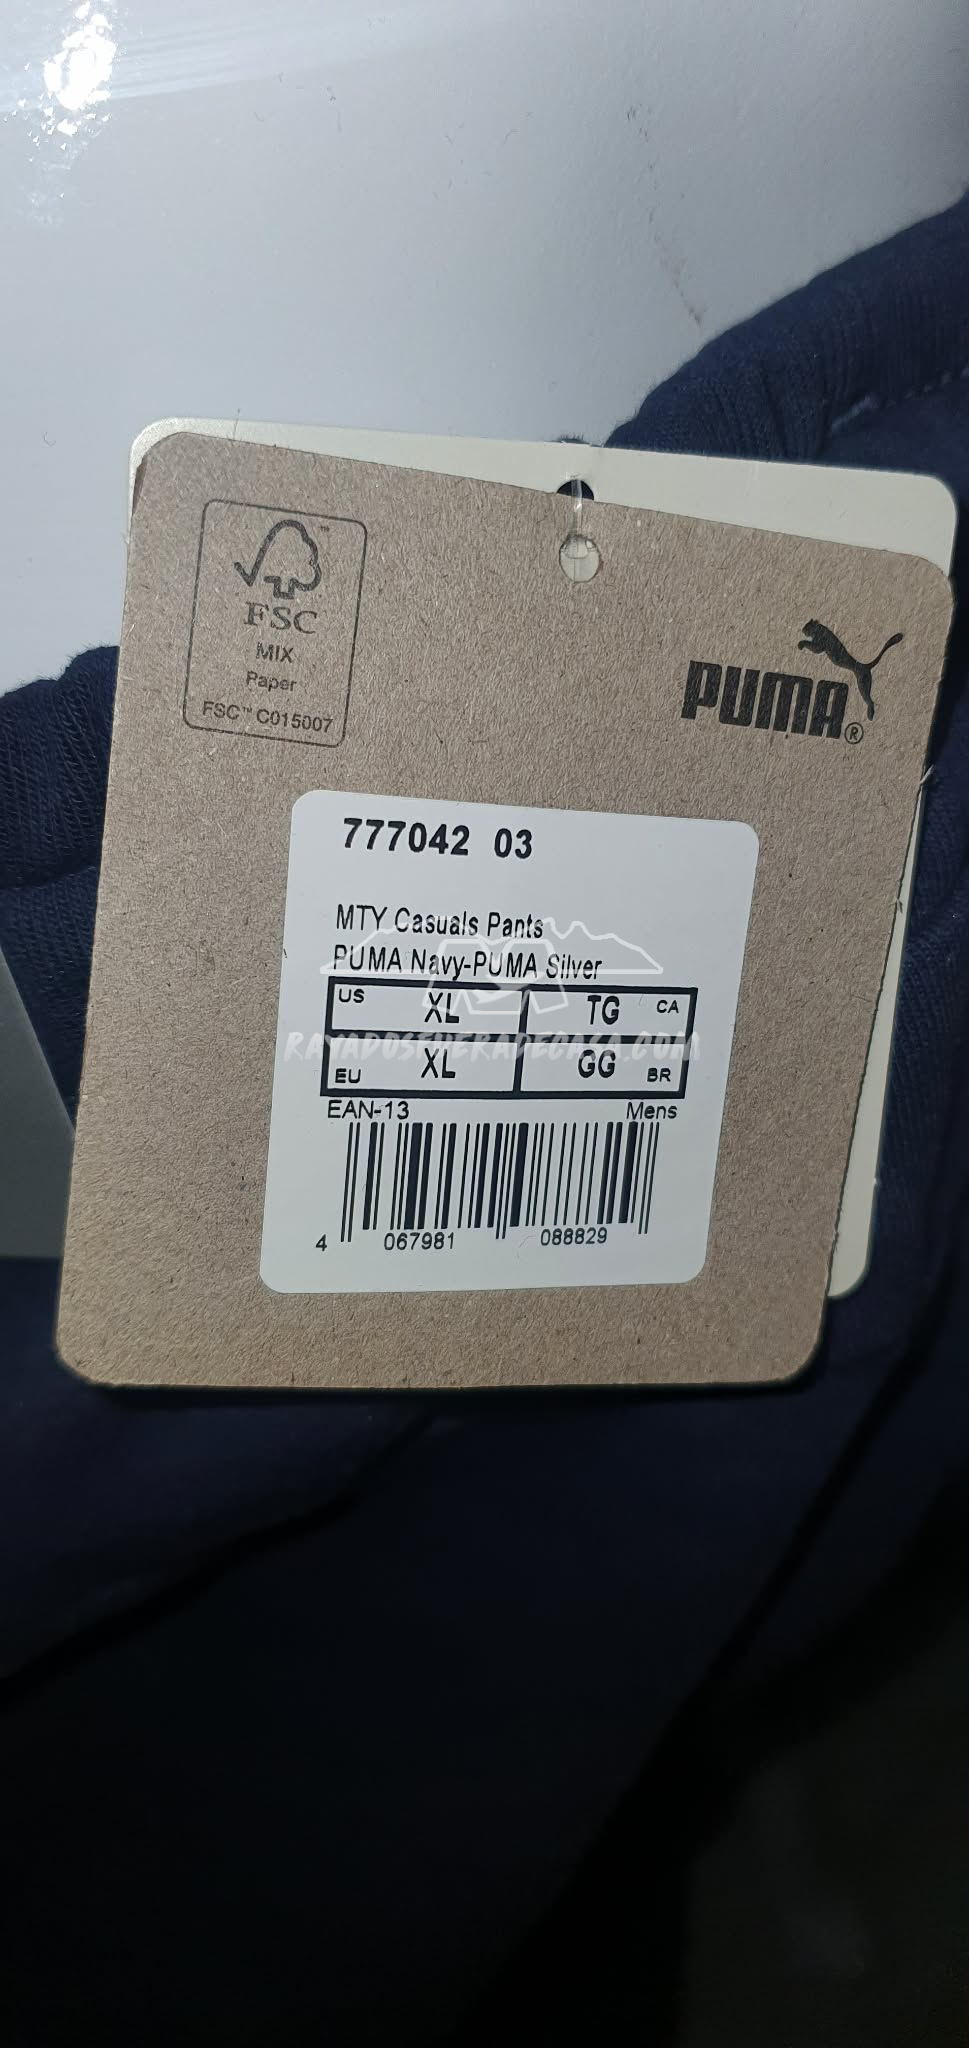 FSC
MIX
Paper
FSC™ C015007
PUMA®
777042 03
MTY Casuals Pants
PUMA Navy-PUMA Silver
US XL TG CA
EU XL GG BR
RAYADOSFUERADECASA.COM
EAN-13 Mens
4 067981 088829